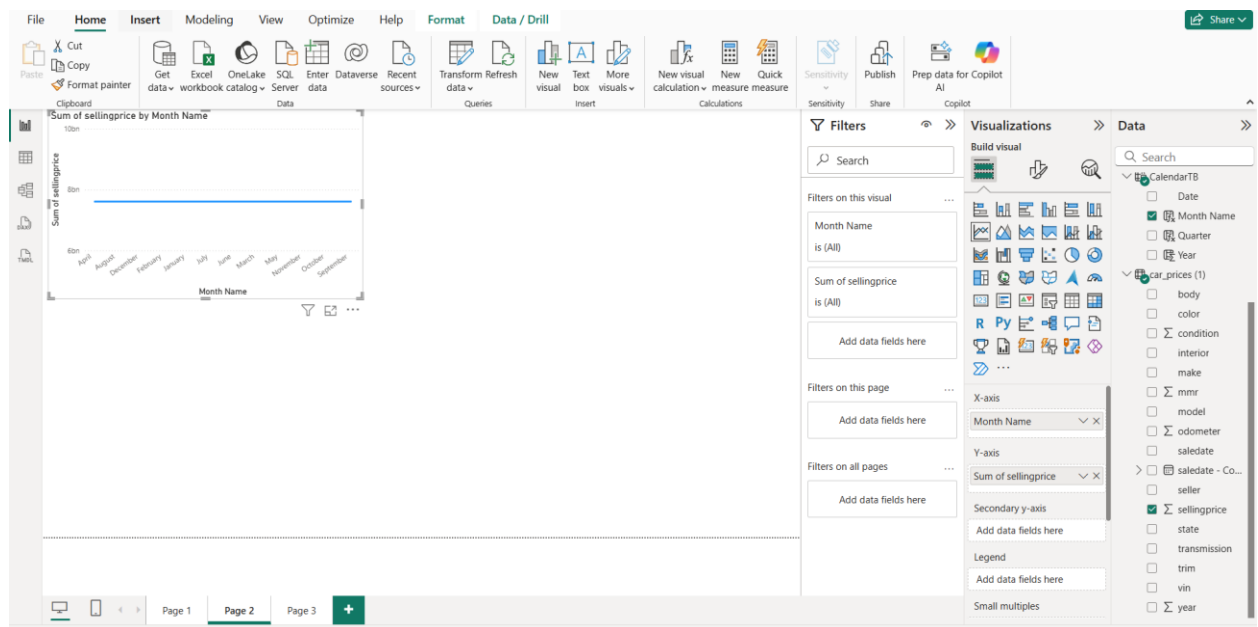 File Home Insert Modeling View Optimize Help Format Data / Drill Share
Paste
Cut
Copy
Format painter
Clipboard
Get data
Excel workbook
OneLake catalog
SQL Server
Enter data
Dataverse
Recent sources
Data
Transform data
Refresh
Queries
New visual
Text box
More visuals
Insert
New visual calculation
New measure
Quick measure
Calculations
Sensitivity
Sensitivity
Publish
Share
Prep data for AI
Copilot
Copilot
Sum of sellingprice by Month Name
10bn
8bn
6bn
Sum of sellingprice
April August December February January July June March May November October September
Month Name
Filters
Search
Filters on this visual
Month Name
is (All)
Sum of sellingprice
is (All)
Add data fields here
Filters on this page
Add data fields here
Filters on all pages
Add data fields here
Visualizations
Build visual
123
R Py
X-axis
Month Name
Y-axis
Sum of sellingprice
Secondary y-axis
Add data fields here
Legend
Add data fields here
Small multiples
Data
Search
CalendarTB
Date
Month Name
Quarter
Year
car_prices (1)
body
color
condition
interior
make
mmr
model
odometer
saledate
saledate - Co...
seller
sellingprice
state
transmission
trim
vin
year
Page 1 Page 2 Page 3